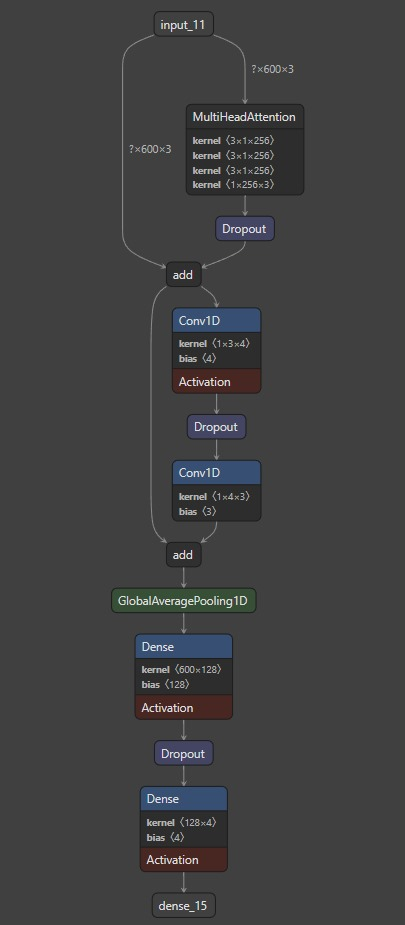 input_11
?×600×3
MultiHeadAttention
kernel ⟨3×1×256⟩
kernel ⟨3×1×256⟩
kernel ⟨3×1×256⟩
kernel ⟨1×256×3⟩
?×600×3
Dropout
add
Conv1D
kernel ⟨1×3×4⟩
bias ⟨4⟩
Activation
Dropout
Conv1D
kernel ⟨1×4×3⟩
bias ⟨3⟩
add
GlobalAveragePooling1D
Dense
kernel ⟨600×128⟩
bias ⟨128⟩
Activation
Dropout
Dense
kernel ⟨128×4⟩
bias ⟨4⟩
Activation
dense_15